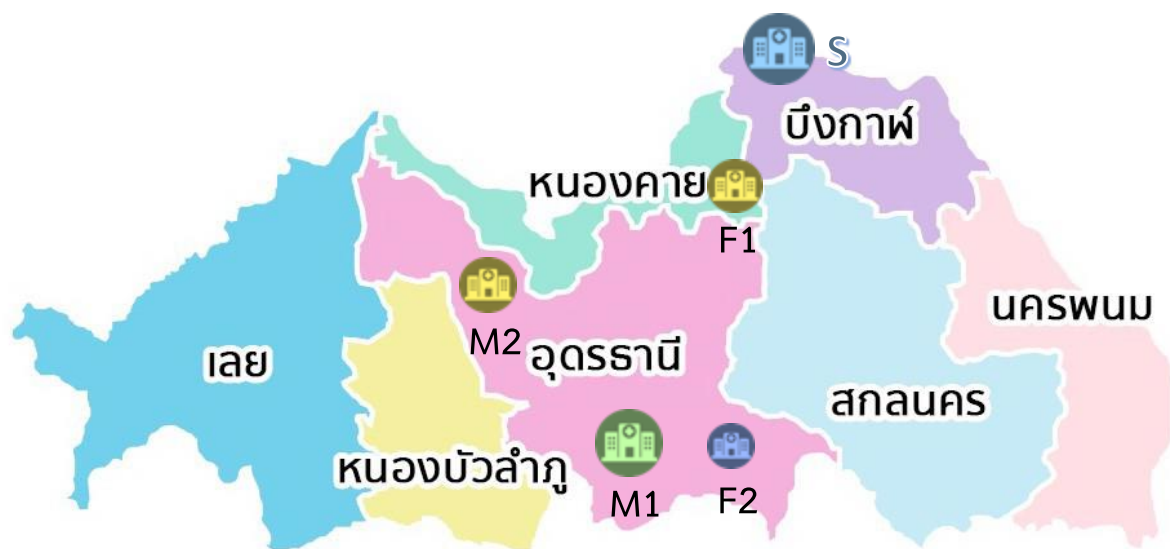 S
บึงกาฬ
หนองคาย
F1
M2
อุดรธานี
นครพนม
เลย
สกลนคร
หนองบัวลำภู
M1
F2